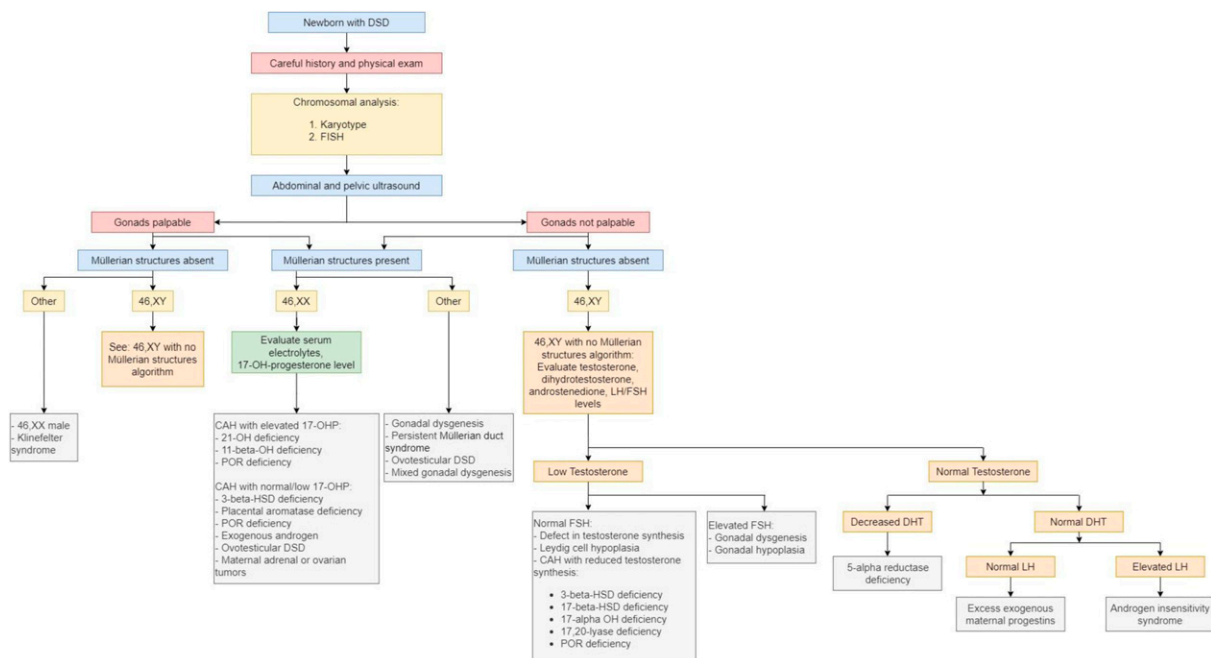 Newborn with DSD
Careful history and physical exam
Chromosomal analysis:
1. Karyotype
2. FISH
Abdominal and pelvic ultrasound
Gonads palpable
Gonads not palpable
Müllerian structures absent
Müllerian structures present
Müllerian structures absent
Other
46,XY
46,XX
Other
46,XY
See: 46,XY with no
Müllerian structures
algorithm
Evaluate serum
electrolytes,
17-OH-progesterone level
46,XY with no Müllerian
structures algorithm:
Evaluate testosterone,
dihydrotestosterone,
androstenedione, LH/FSH
levels
- 46,XX male
- Klinefelter
syndrome
CAH with elevated 17-OHP:
- 21-OH deficiency
- 11-beta-OH deficiency
- POR deficiency
CAH with normal/low 17-OHP:
- 3-beta-HSD deficiency
- Placental aromatase deficiency
- POR deficiency
- Exogenous androgen
- Ovotesticular DSD
- Maternal adrenal or ovarian
tumors
- Gonadal dysgenesis
- Persistent Müllerian duct
syndrome
- Ovotesticular DSD
- Mixed gonadal dysgenesis
Low Testosterone
Normal Testosterone
Normal FSH:
- Defect in testosterone synthesis
- Leydig cell hypoplasia
- CAH with reduced testosterone
synthesis:
• 3-beta-HSD deficiency
• 17-beta-HSD deficiency
• 17-alpha OH deficiency
• 17,20-lyase deficiency
• POR deficiency
Elevated FSH:
- Gonadal dysgenesis
- Gonadal hypoplasia
Decreased DHT
Normal DHT
5-alpha reductase
deficiency
Normal LH
Elevated LH
Excess exogenous
maternal progestins
Androgen insensitivity
syndrome